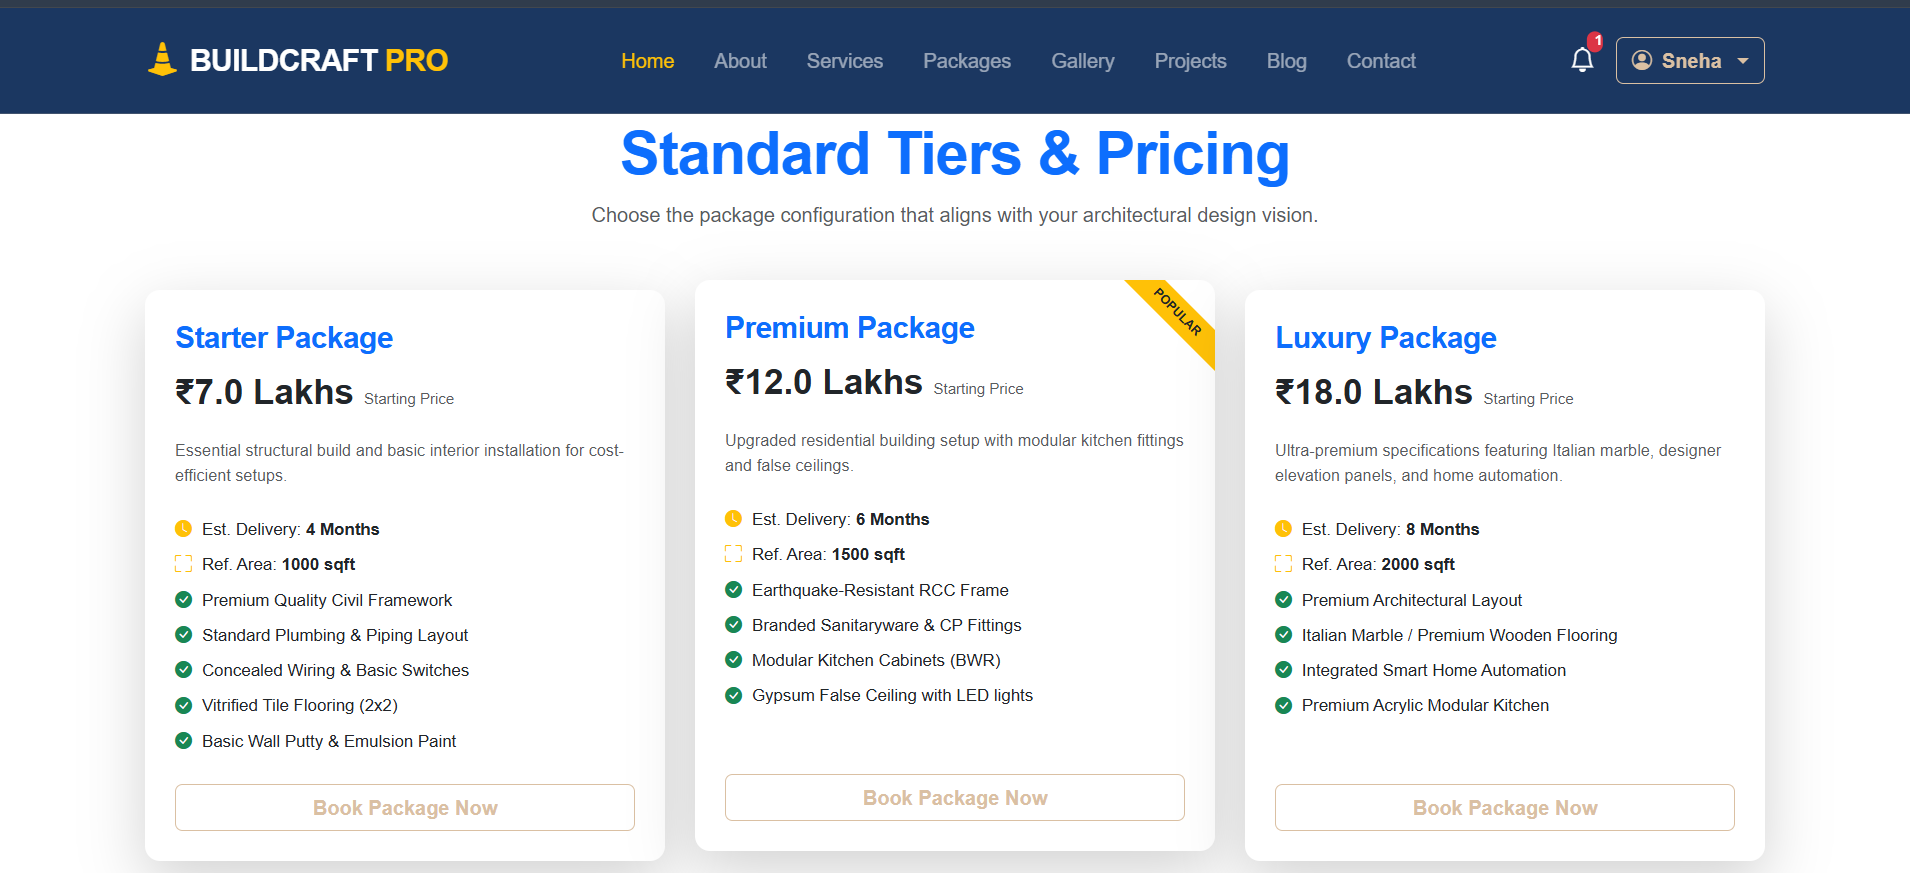 BUILDCRAFT PRO
Home
About
Services
Packages
Gallery
Projects
Blog
Contact
1
Sneha
Standard Tiers & Pricing
Choose the package configuration that aligns with your architectural design vision.
Starter Package
₹7.0 Lakhs Starting Price
Essential structural build and basic interior installation for cost-
efficient setups.
Est. Delivery: 4 Months
Ref. Area: 1000 sqft
Premium Quality Civil Framework
Standard Plumbing & Piping Layout
Concealed Wiring & Basic Switches
Vitrified Tile Flooring (2x2)
Basic Wall Putty & Emulsion Paint
Book Package Now
POPULAR
Premium Package
₹12.0 Lakhs Starting Price
Upgraded residential building setup with modular kitchen fittings
and false ceilings.
Est. Delivery: 6 Months
Ref. Area: 1500 sqft
Earthquake-Resistant RCC Frame
Branded Sanitaryware & CP Fittings
Modular Kitchen Cabinets (BWR)
Gypsum False Ceiling with LED lights
Book Package Now
Luxury Package
₹18.0 Lakhs Starting Price
Ultra-premium specifications featuring Italian marble, designer
elevation panels, and home automation.
Est. Delivery: 8 Months
Ref. Area: 2000 sqft
Premium Architectural Layout
Italian Marble / Premium Wooden Flooring
Integrated Smart Home Automation
Premium Acrylic Modular Kitchen
Book Package Now